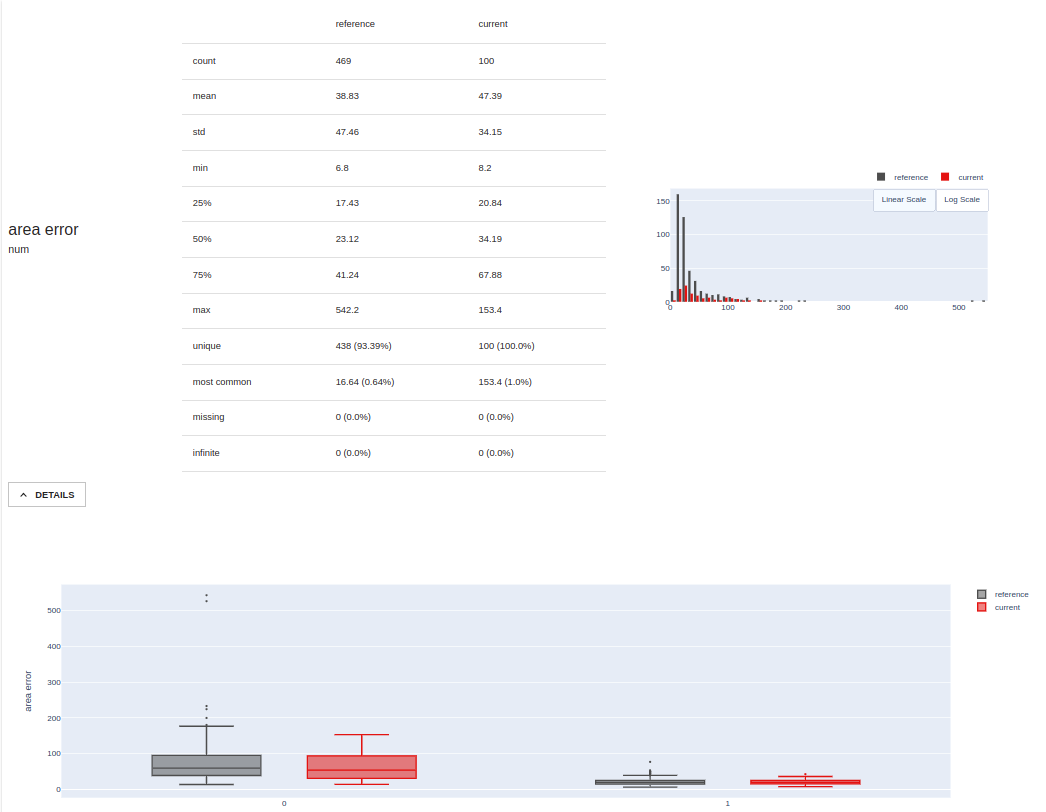 reference current
count 469 100
mean 38.83 47.39
std 47.46 34.15
min 6.8 8.2
25% 17.43 20.84
50% 23.12 34.19
75% 41.24 67.88
max 542.2 153.4
unique 438 (93.39%) 100 (100.0%)
most common 16.64 (0.64%) 153.4 (1.0%)
missing 0 (0.0%) 0 (0.0%)
infinite 0 (0.0%) 0 (0.0%)
area error
num
reference current
Linear Scale Log Scale
150
100
50
0
0 100 200 300 400 500
DETAILS
reference
current
area error
500
400
300
200
100
0
0 1